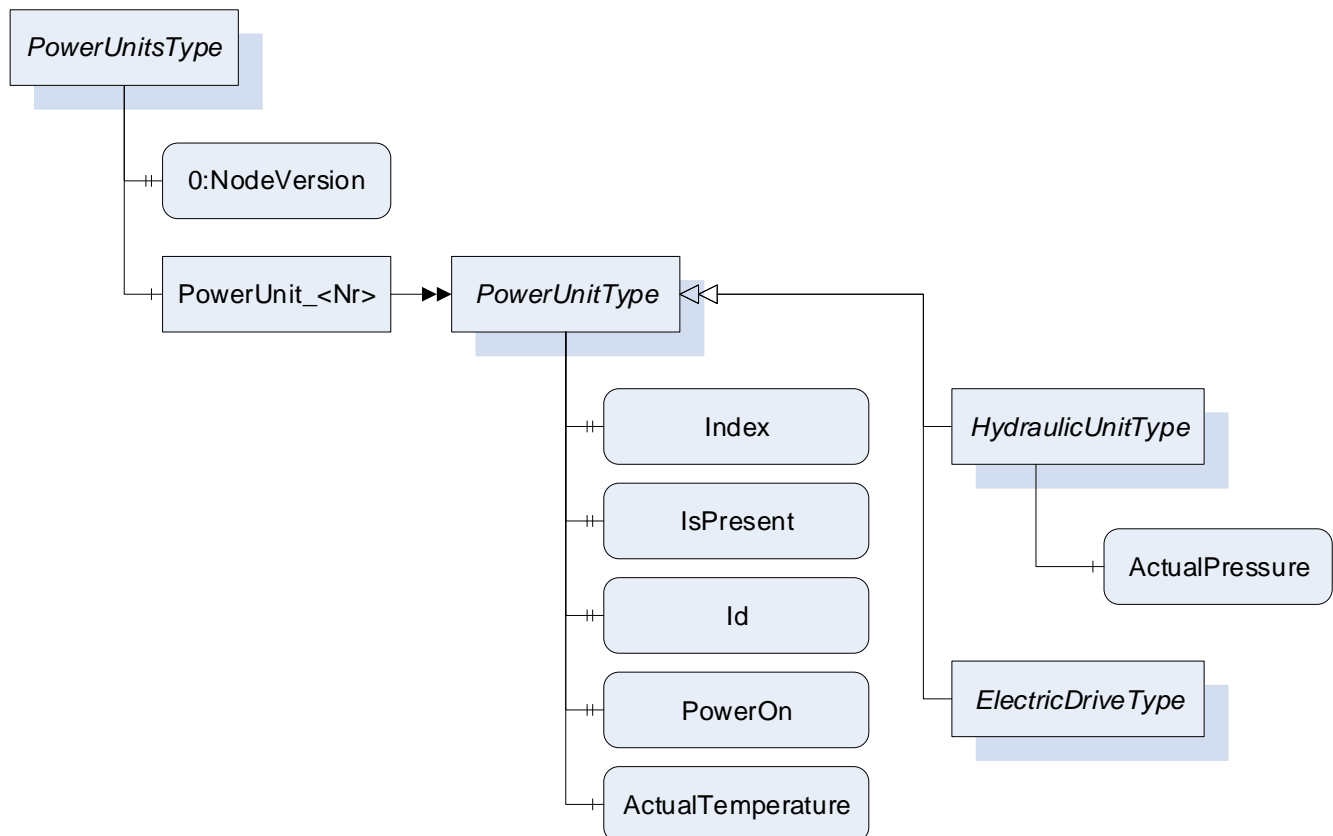 PowerUnitsType
0:NodeVersion
PowerUnit_<Nr>
PowerUnitType
Index
IsPresent
Id
PowerOn
ActualTemperature
HydraulicUnitType
ActualPressure
ElectricDriveType